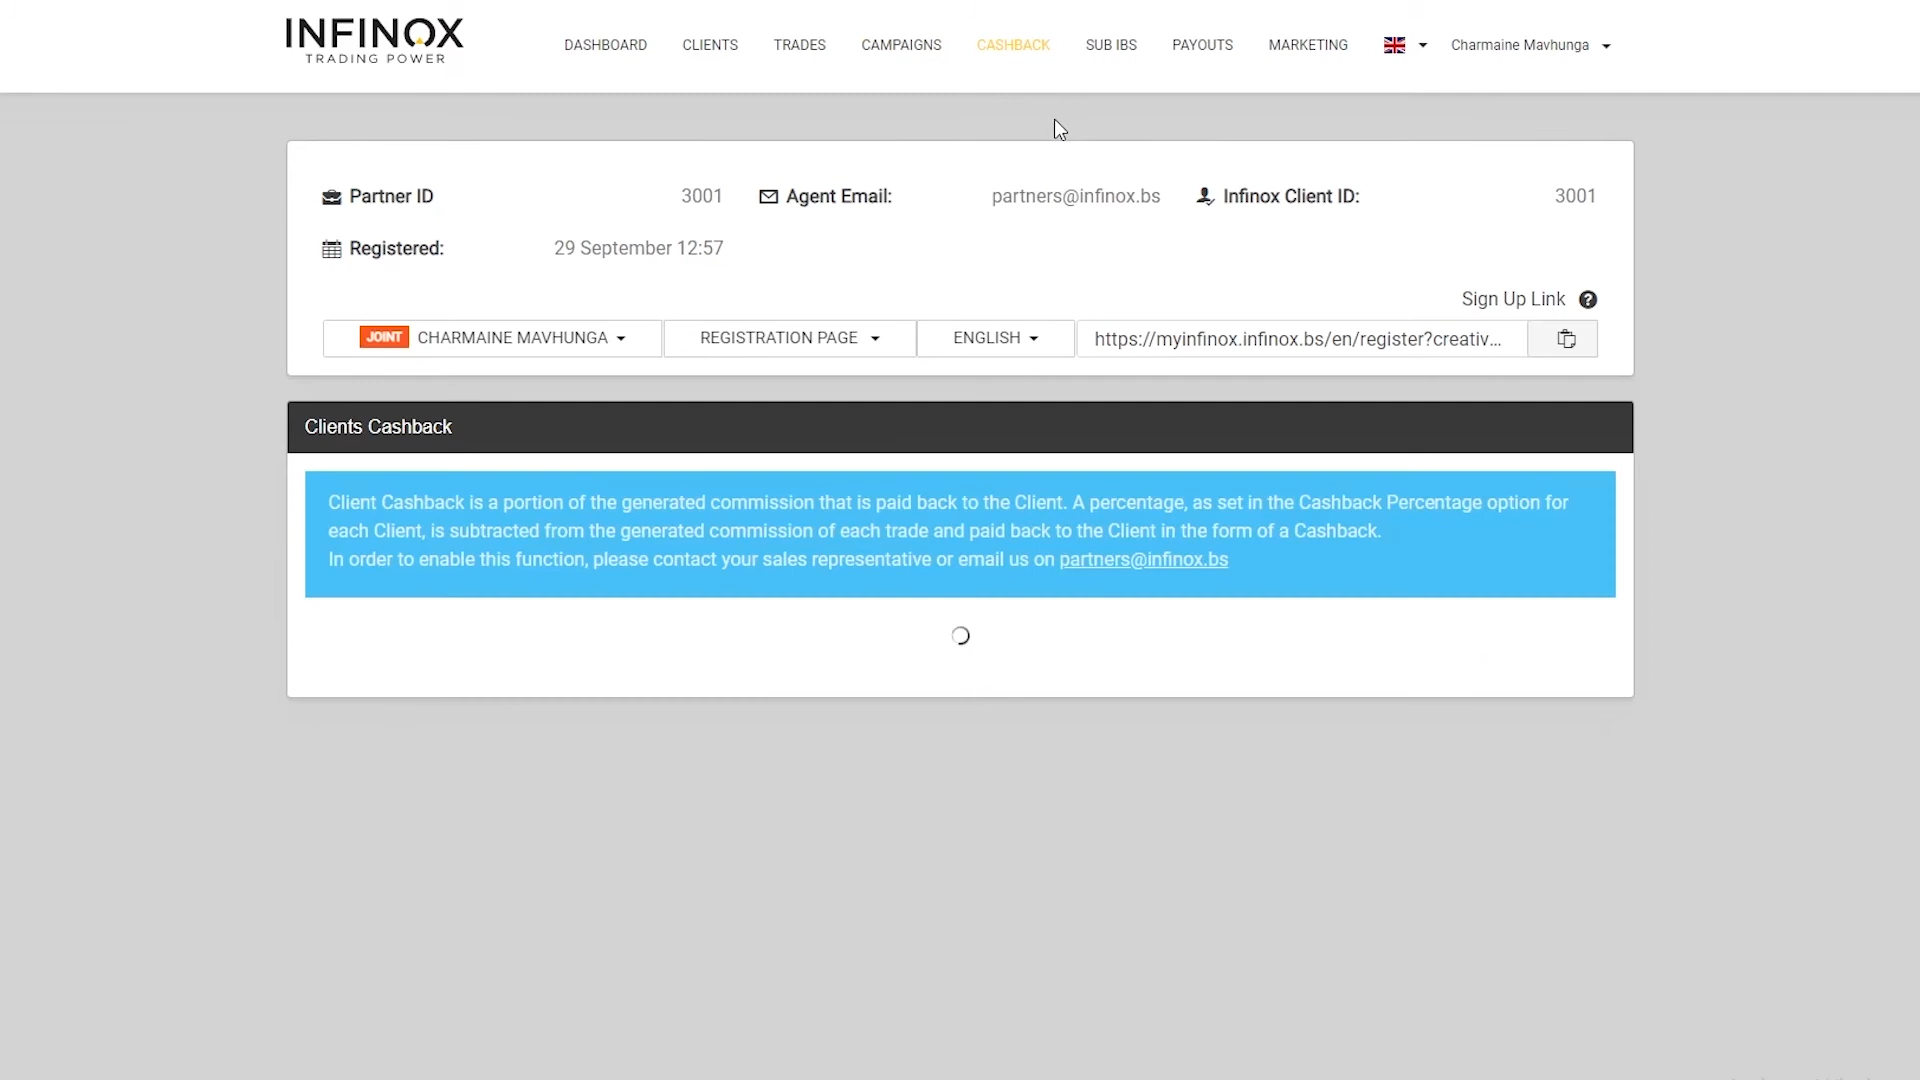 INFINOX
TRADING POWER
DASHBOARD CLIENTS TRADES CAMPAIGNS CASHBACK SUB IBS PAYOUTS MARKETING Charmaine Mavhunga
Partner ID 3001 Agent Email: partners@infinox.bs Infinox Client ID: 3001
Registered: 29 September 12:57
Sign Up Link ?
JOINT CHARMAINE MAVHUNGA REGISTRATION PAGE ENGLISH https://myinfinox.infinox.bs/en/register?creativ...
Clients Cashback
Client Cashback is a portion of the generated commission that is paid back to the Client. A percentage, as set in the Cashback Percentage option for
each Client, is subtracted from the generated commission of each trade and paid back to the Client in the form of a Cashback.
In order to enable this function, please contact your sales representative or email us on partners@infinox.bs